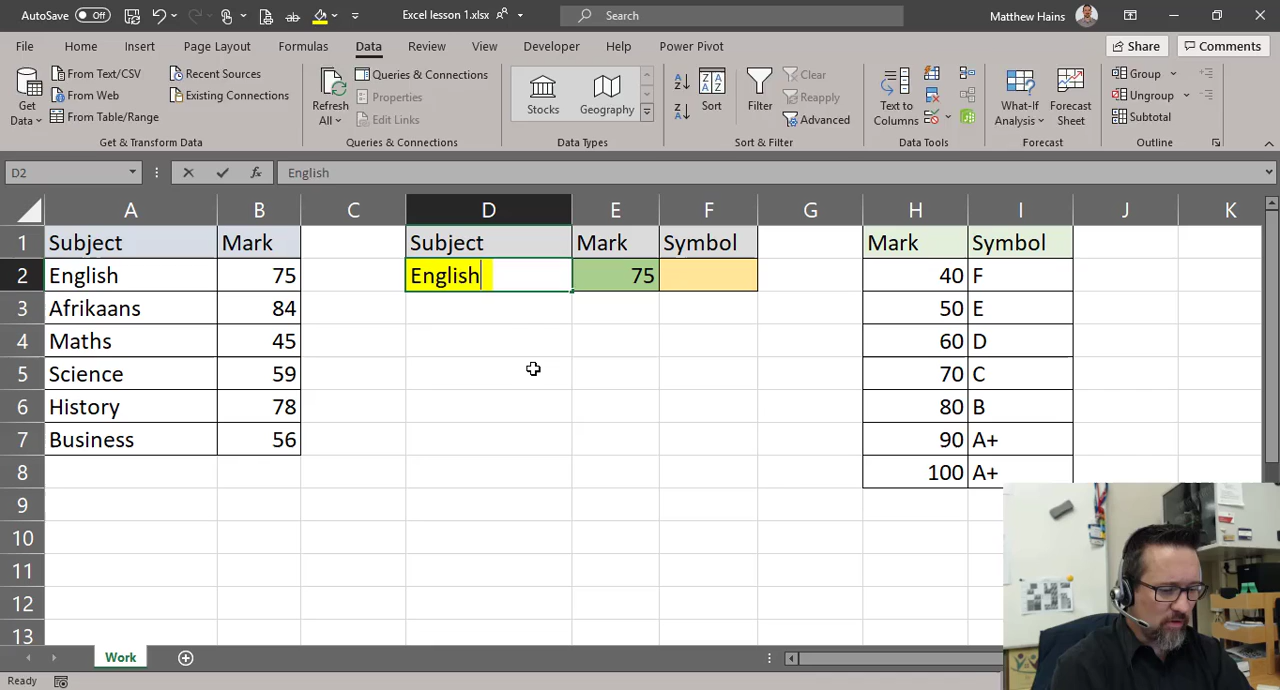 AutoSave Off Excel lesson 1.xlsx Search Matthew Hains
File Home Insert Page Layout Formulas Data Review View Developer Help Power Pivot Share Comments
Get Data From Text/CSV From Web From Table/Range Recent Sources Existing Connections
Refresh All Queries & Connections Properties Edit Links
Stocks Geography
Sort Filter Clear Reapply Advanced
Text to Columns What-If Analysis Forecast Sheet Group Ungroup Subtotal
Get & Transform Data Queries & Connections Data Types Sort & Filter Data Tools Forecast Outline
D2 fx English
A B C D E F G H I J K
1 Subject Mark Subject Mark Symbol Mark Symbol
2 English 75 English 75 40 F
3 Afrikaans 84 50 E
4 Maths 45 60 D
5 Science 59 70 C
6 History 78 80 B
7 Business 56 90 A+
8 100 A+
9
10
11
12
13
Work
Ready